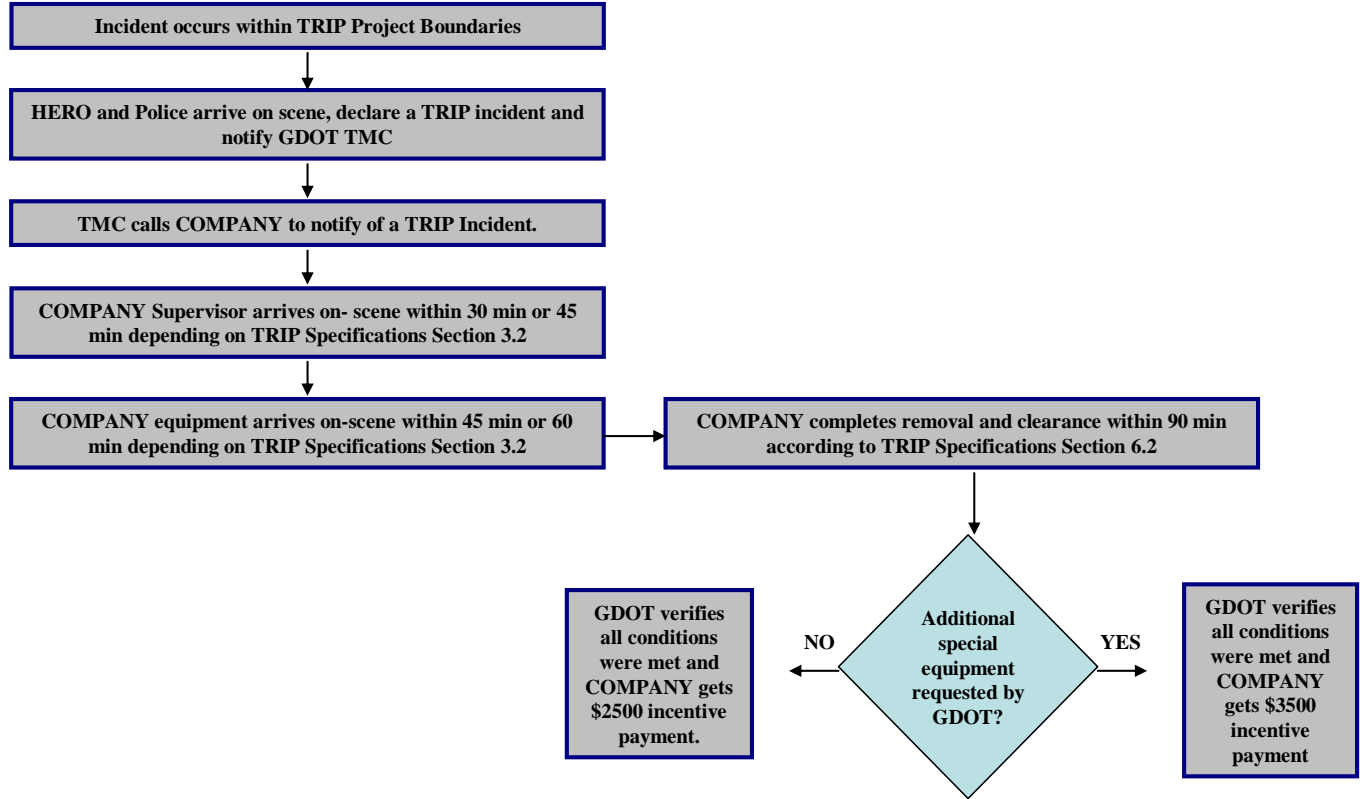 Incident occurs within TRIP Project Boundaries
HERO and Police arrive on scene, declare a TRIP incident and
notify GDOT TMC
TMC calls COMPANY to notify of a TRIP Incident.
COMPANY Supervisor arrives on- scene within 30 min or 45
min depending on TRIP Specifications Section 3.2
COMPANY equipment arrives on-scene within 45 min or 60
min depending on TRIP Specifications Section 3.2
COMPANY completes removal and clearance within 90 min
according to TRIP Specifications Section 6.2
Additional
special
equipment
requested by
GDOT?
NO
GDOT verifies
all conditions
were met and
COMPANY gets
$2500 incentive
payment.
YES
GDOT verifies
all conditions
were met and
COMPANY
gets $3500
incentive
payment